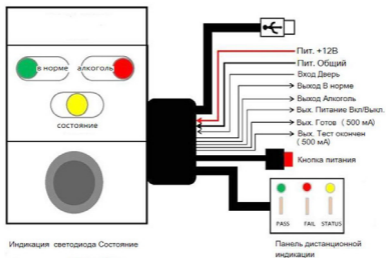 в норме
алкоголь
состояние
Индикация светодиода Состояние
Пит. +12В
Пит. Общий
Вход Дверь
Выход В норме
Выход Алкоголь
Вых. Питание Вкл/Выкл.
Вых. Готов ( 500 мА)
Вых. Тест окончен
( 500 мА)
Кнопка питания
PASS FAIL STATUS
Панель дистанционной
индикации